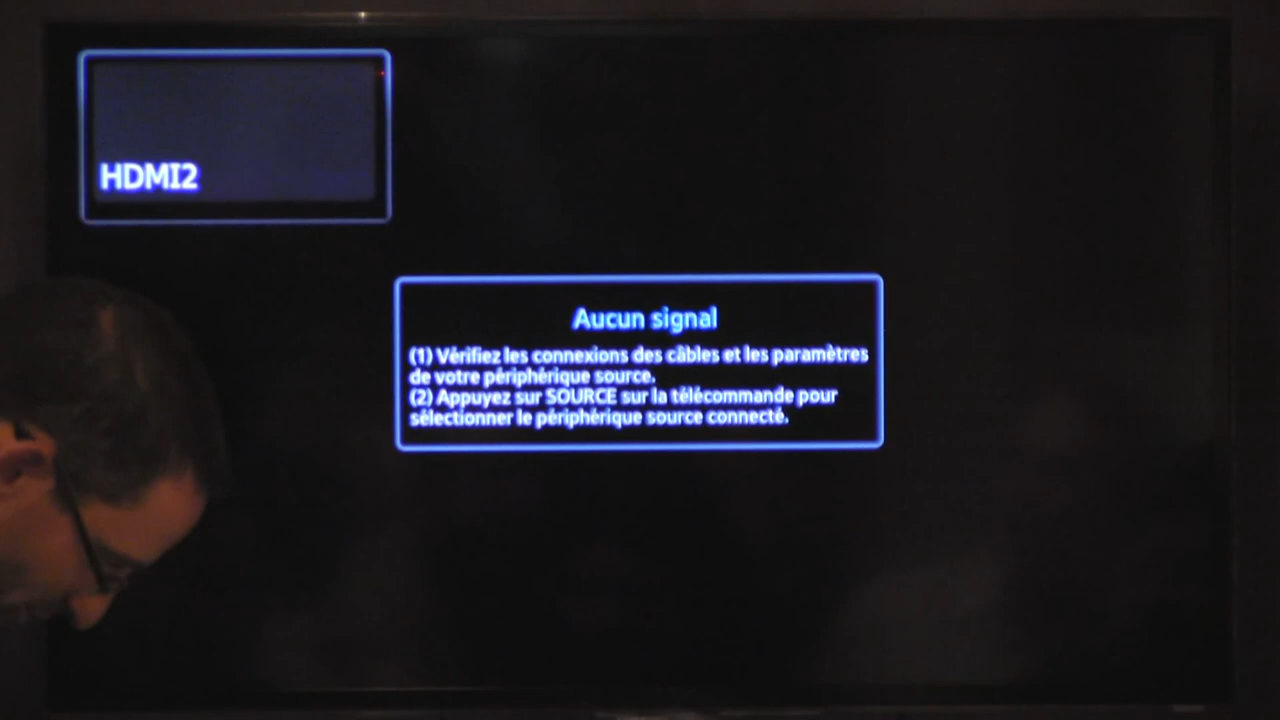 HDMI2
Aucun signal
(1) Vérifiez les connexions des câbles et les paramètres
de votre périphérique source.
(2) Appuyez sur SOURCE sur la télécommande pour
sélectionner le périphérique source connecté.